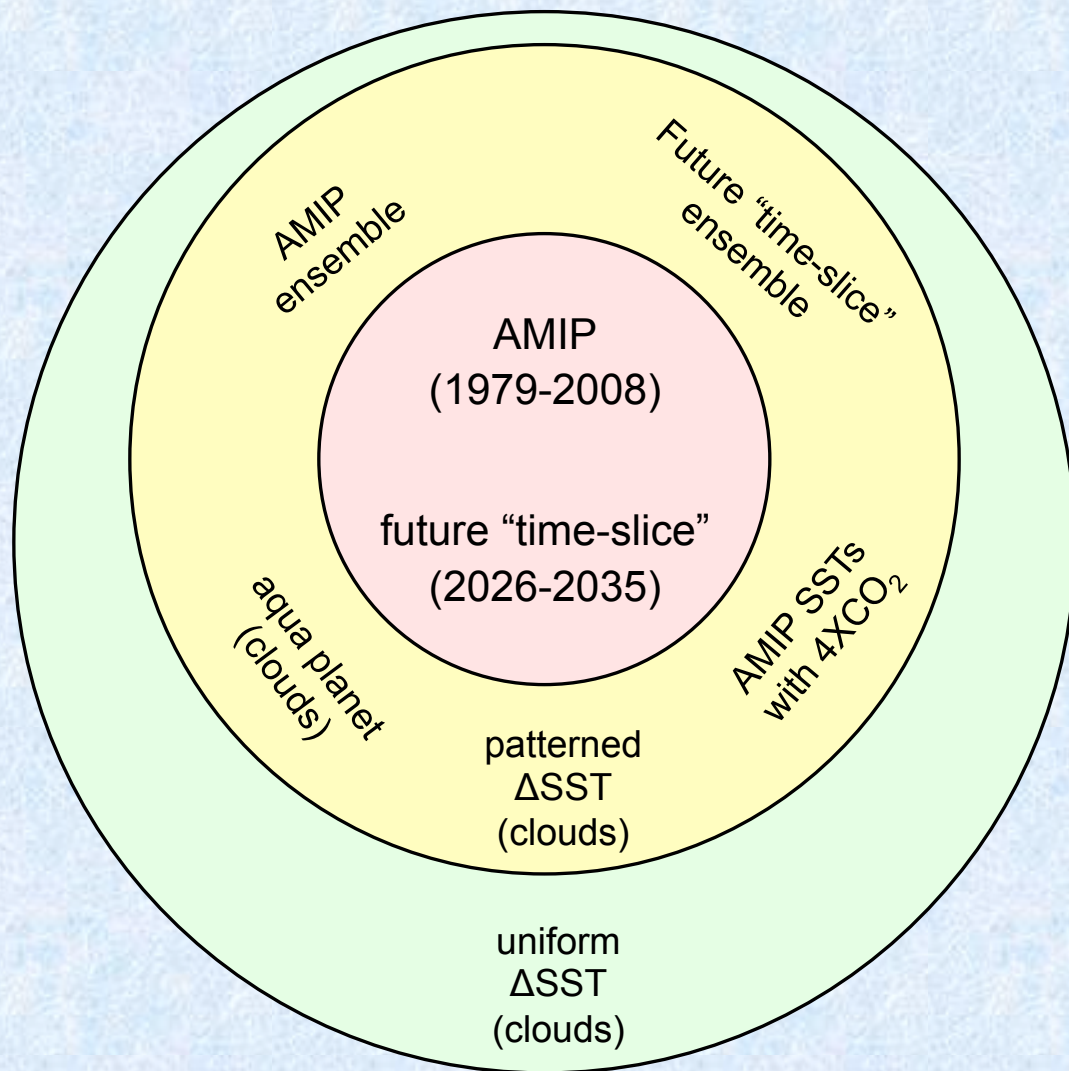 AMIP
ensemble
Future “time-slice”
ensemble
AMIP
(1979-2008)
future “time-slice”
(2026-2035)
aqua planet
(clouds)
AMIP SSTs
with 4XCO₂
patterned
ΔSST
(clouds)
uniform
ΔSST
(clouds)